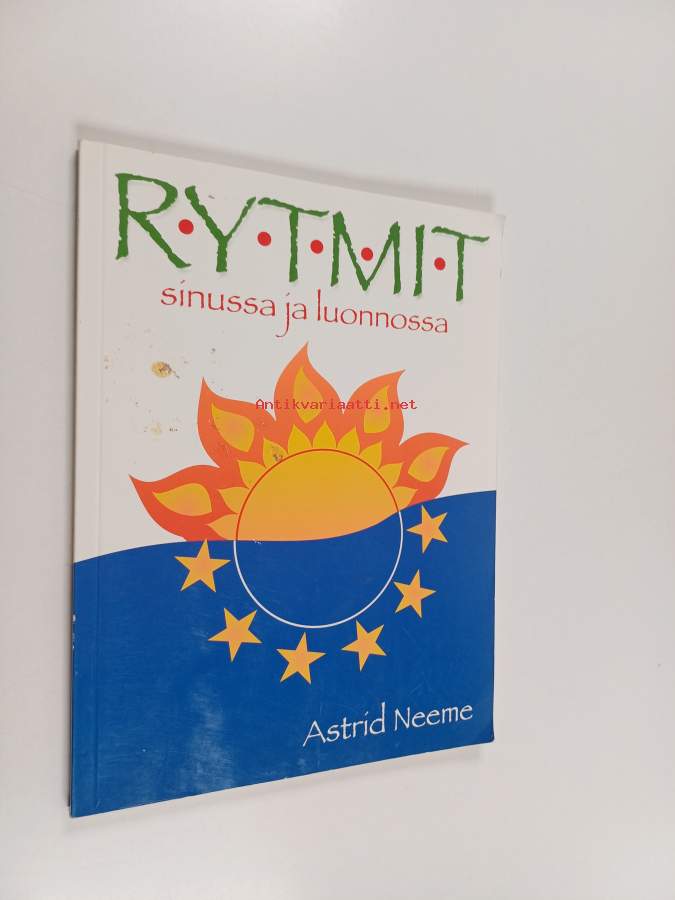 R·Y·T·M·I·T
sinussa ja luonnossa
Antikvariaatti.net
Astrid Neeme